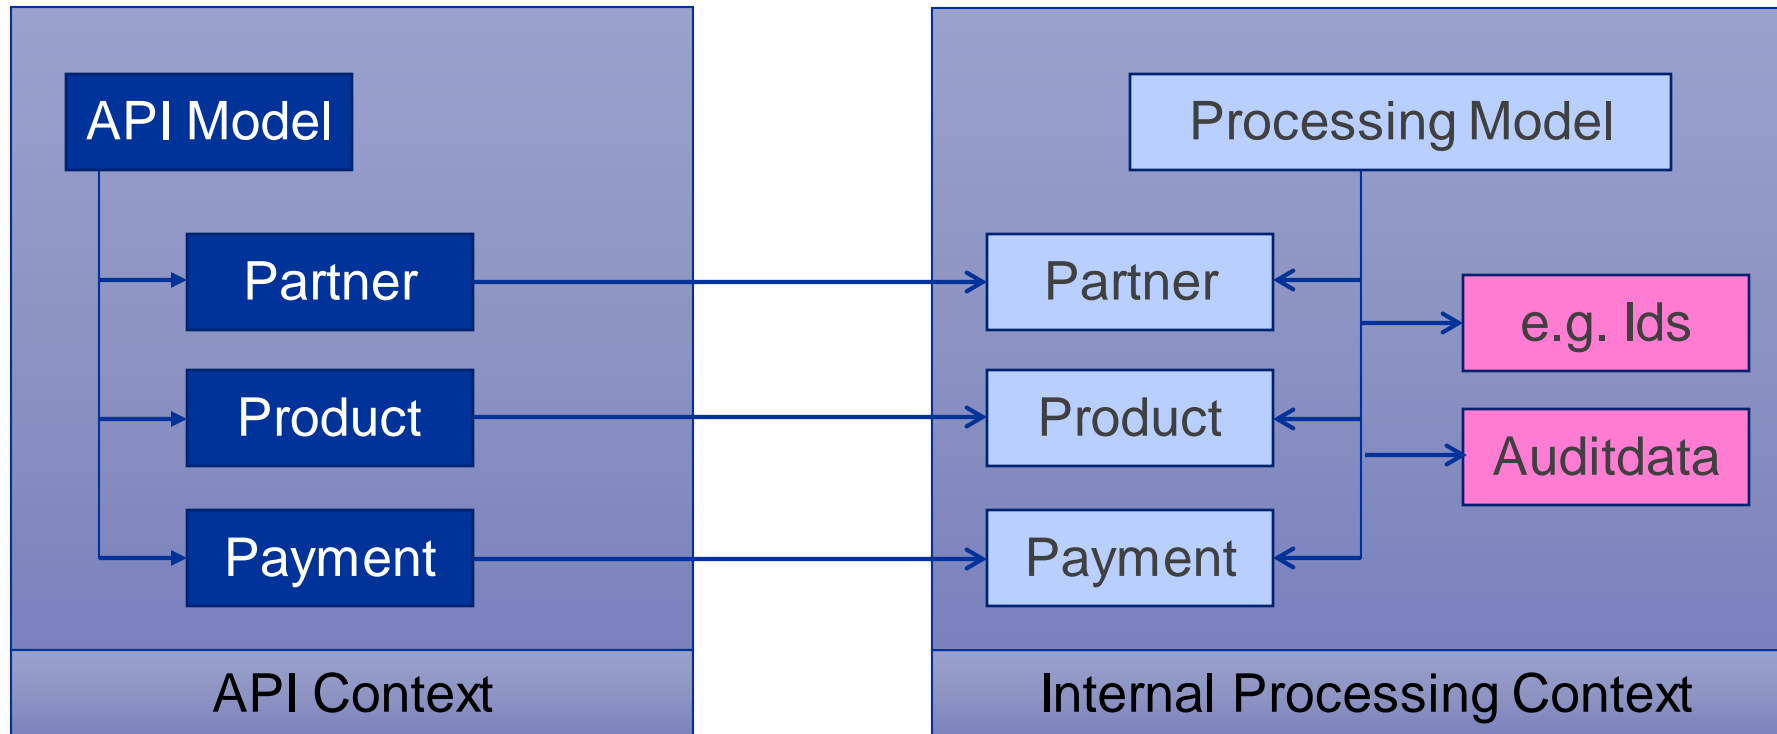 API Model
Processing Model
Partner
Partner
e.g. Ids
Product
Product
Auditdata
Payment
Payment
API Context
Internal Processing Context